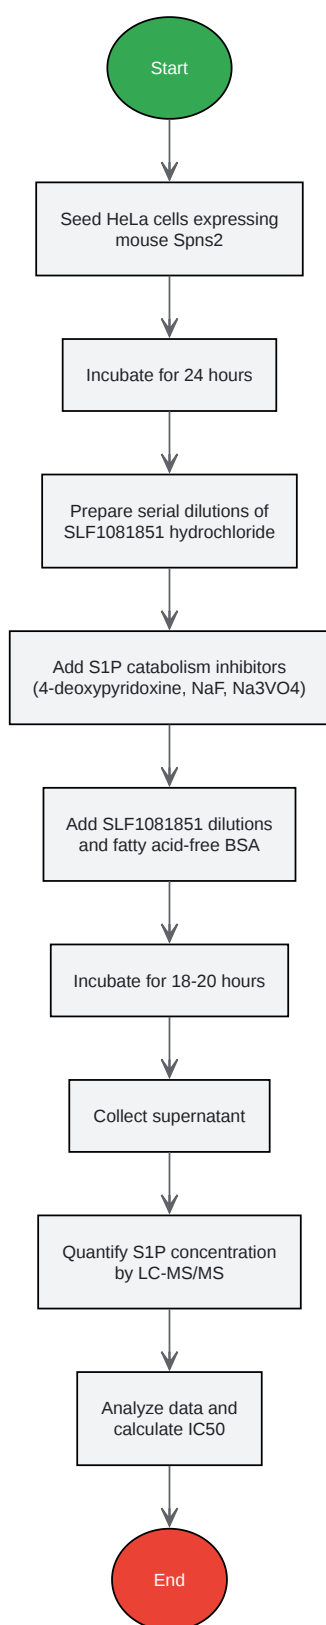 Start
Seed HeLa cells expressing
mouse Spns2
Incubate for 24 hours
Prepare serial dilutions of
SLF1081851 hydrochloride
Add S1P catabolism inhibitors
(4-deoxypyridoxine, NaF, Na3VO4)
Add SLF1081851 dilutions
and fatty acid-free BSA
Incubate for 18-20 hours
Collect supernatant
Quantify S1P concentration
by LC-MS/MS
Analyze data and
calculate IC50
End